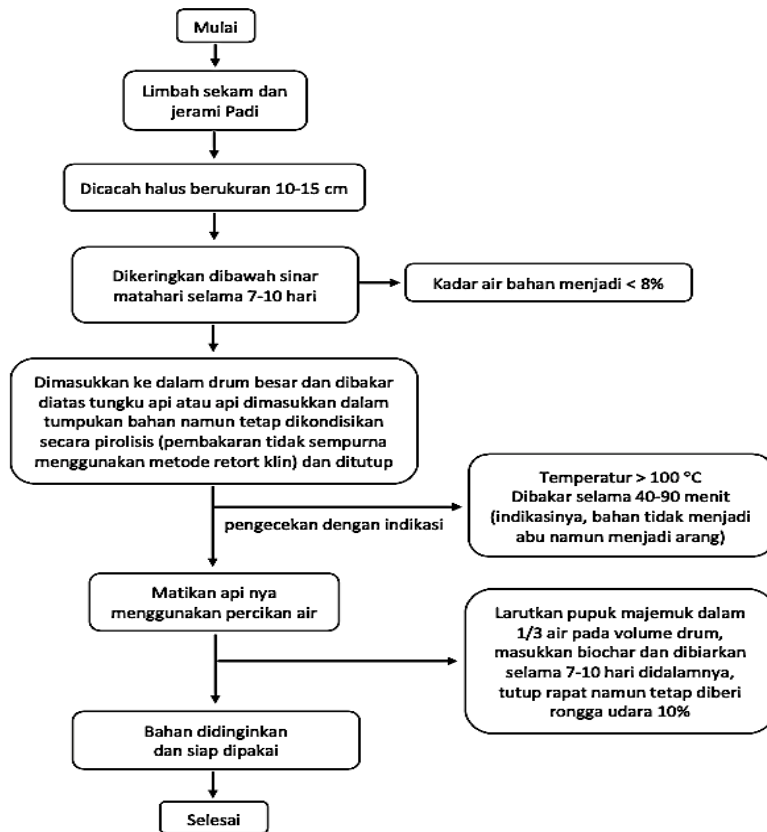 Mulai
Limbah sekam dan
jerami Padi
Dicacah halus berukuran 10-15 cm
Dikeringkan dibawah sinar
matahari selama 7-10 hari
Kadar air bahan menjadi < 8%
Dimasukkan ke dalam drum besar dan dibakar
diatas tungku api atau api dimasukkan dalam
tumpukan bahan namun tetap dikondisikan
secara pirolisis (pembakaran tidak sempurna
menggunakan metode retort klin) dan ditutup
pengecekan dengan indikasi
Temperatur > 100 °C
Dibakar selama 40-90 menit
(indikasinya, bahan tidak menjadi
abu namun menjadi arang)
Matikan api nya
menggunakan percikan air
Larutkan pupuk majemuk dalam
1/3 air pada volume drum,
masukkan biochar dan dibiarkan
selama 7-10 hari didalamnya,
tutup rapat namun tetap diberi
rongga udara 10%
Bahan didinginkan
dan siap dipakai
Selesai